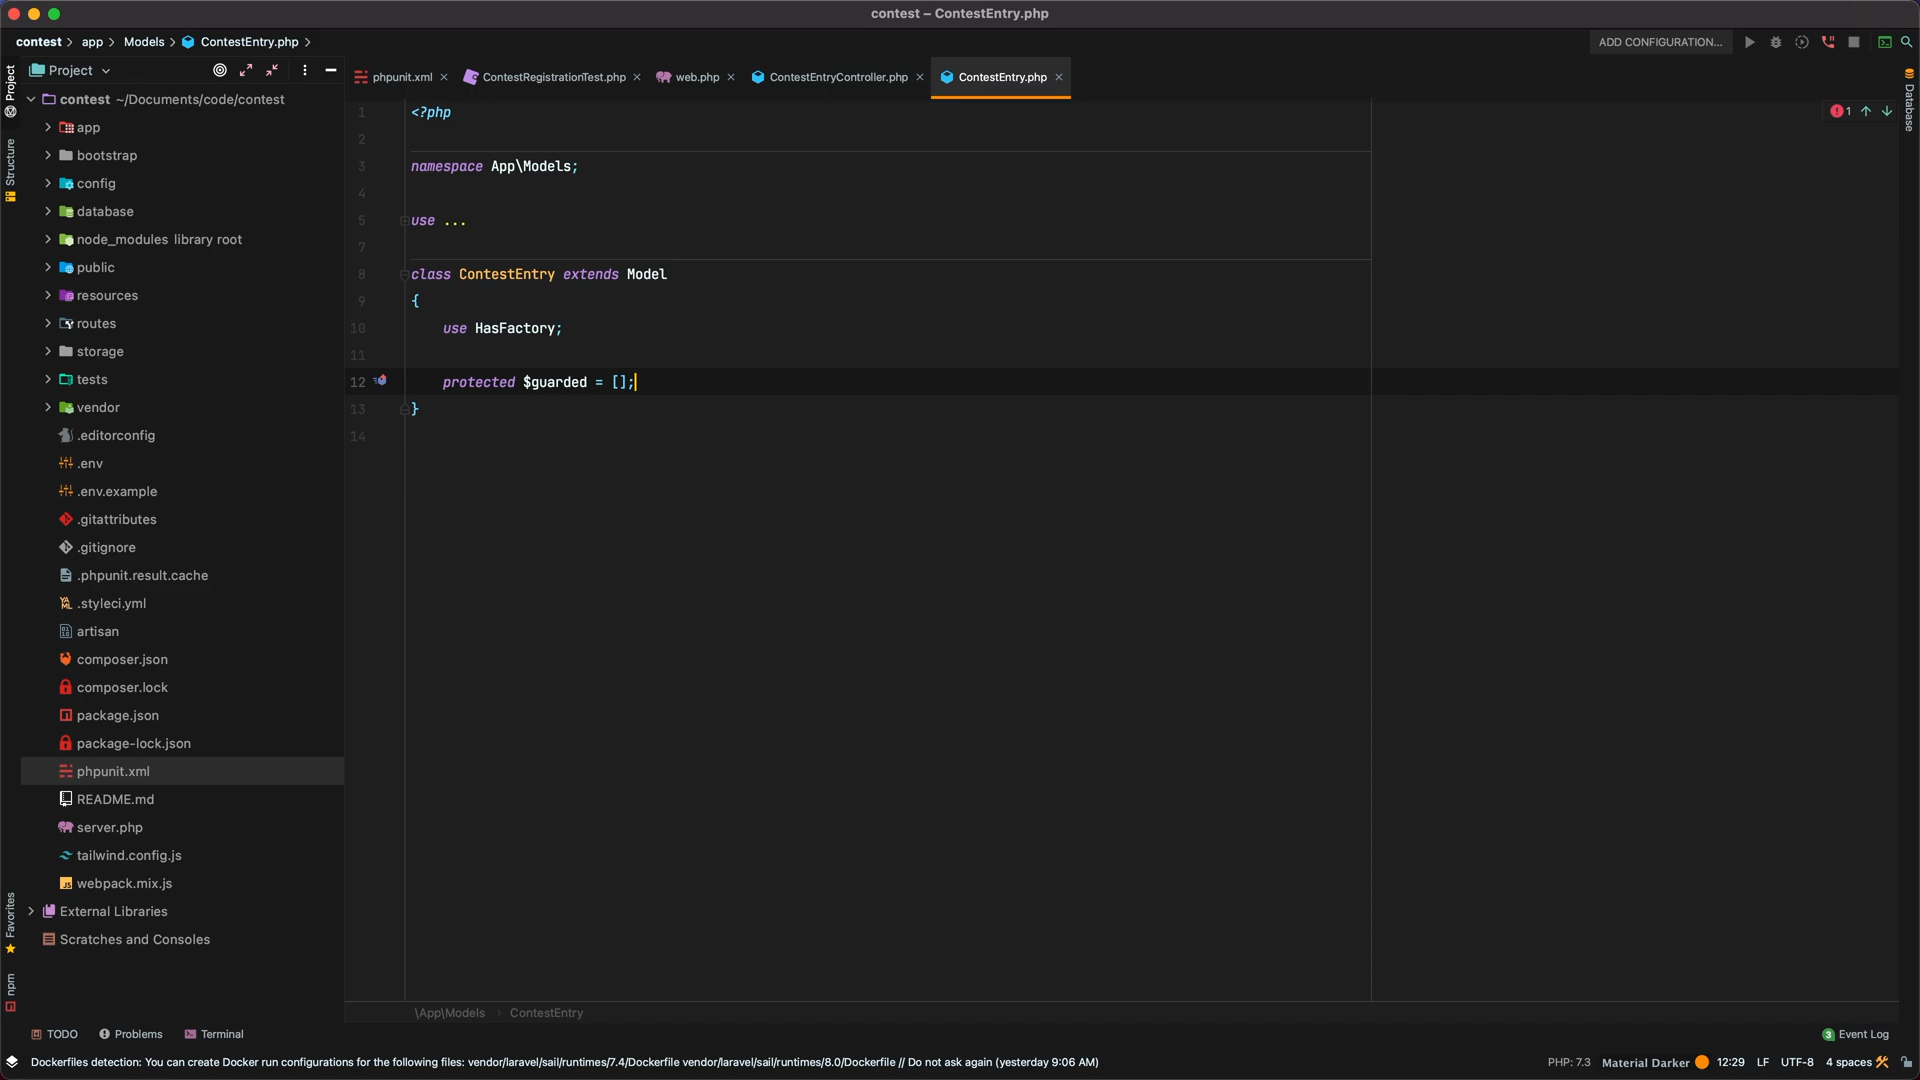 contest – ContestEntry.php
contest > app > Models > ContestEntry.php >
ADD CONFIGURATION...
Project
phpunit.xml
ContestRegistrationTest.php
web.php
ContestEntryController.php
ContestEntry.php
Project
Structure
Favorites
npm
Database
contest ~/Documents/code/contest
app
bootstrap
config
database
node_modules library root
public
resources
routes
storage
tests
vendor
.editorconfig
.env
.env.example
.gitattributes
.gitignore
.phpunit.result.cache
.styleci.yml
artisan
composer.json
composer.lock
package.json
package-lock.json
phpunit.xml
README.md
server.php
tailwind.config.js
webpack.mix.js
External Libraries
Scratches and Consoles
1 <?php
2
3 namespace App\Models;
4
5 use ...
7
8 class ContestEntry extends Model
9 {
10 use HasFactory;
11
12 protected $guarded = [];
13 }
14
1
\App\Models > ContestEntry
TODO
Problems
Terminal
3 Event Log
Dockerfiles detection: You can create Docker run configurations for the following files: vendor/laravel/sail/runtimes/7.4/Dockerfile vendor/laravel/sail/runtimes/8.0/Dockerfile // Do not ask again (yesterday 9:06 AM)
PHP: 7.3 Material Darker 12:29 LF UTF-8 4 spaces